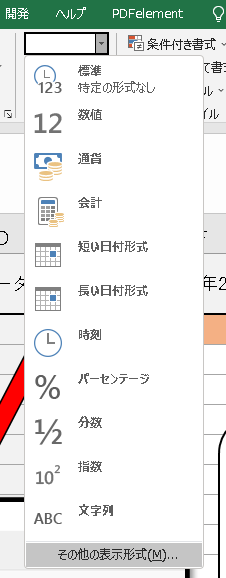 開発 ヘルプ PDFelement
条件付き書式
123
標準
特定の形式なし
て書式
12
数値
ル
通貨
イル
会計
短い日付形式
長い日付形式
ータ
年2
時刻
%
パーセンテージ
½
分数
10²
指数
ABC
文字列
その他の表示形式(M)...